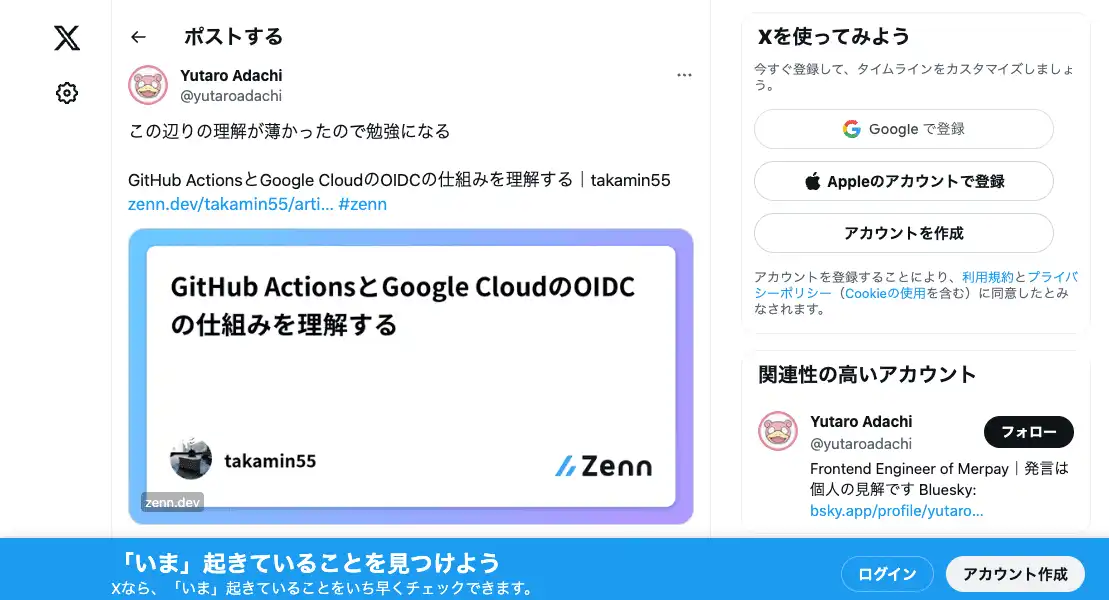 ポストする
Yutaro Adachi
@yutaroadachi
この辺りの理解が薄かったので勉強になる
GitHub ActionsとGoogle CloudのOIDCの仕組みを理解する｜takamin55
zenn.dev/takamin55/arti... #zenn
GitHub ActionsとGoogle CloudのOIDC
の仕組みを理解する
takamin55
Zenn
zenn.dev
Xを使ってみよう
今すぐ登録して、タイムラインをカスタマイズしましょ
う。
Google で登録
Appleのアカウントで登録
アカウントを作成
アカウントを登録することにより、利用規約とプライバ
シーポリシー（Cookieの使用を含む）に同意したとみ
なされます。
関連性の高いアカウント
Yutaro Adachi
@yutaroadachi
フォロー
Frontend Engineer of Merpay｜発言は
個人の見解です Bluesky:
bsky.app/profile/yutaro...
「いま」起きていることを見つけよう
Xなら、「いま」起きていることをいち早くチェックできます。
ログイン
アカウント作成